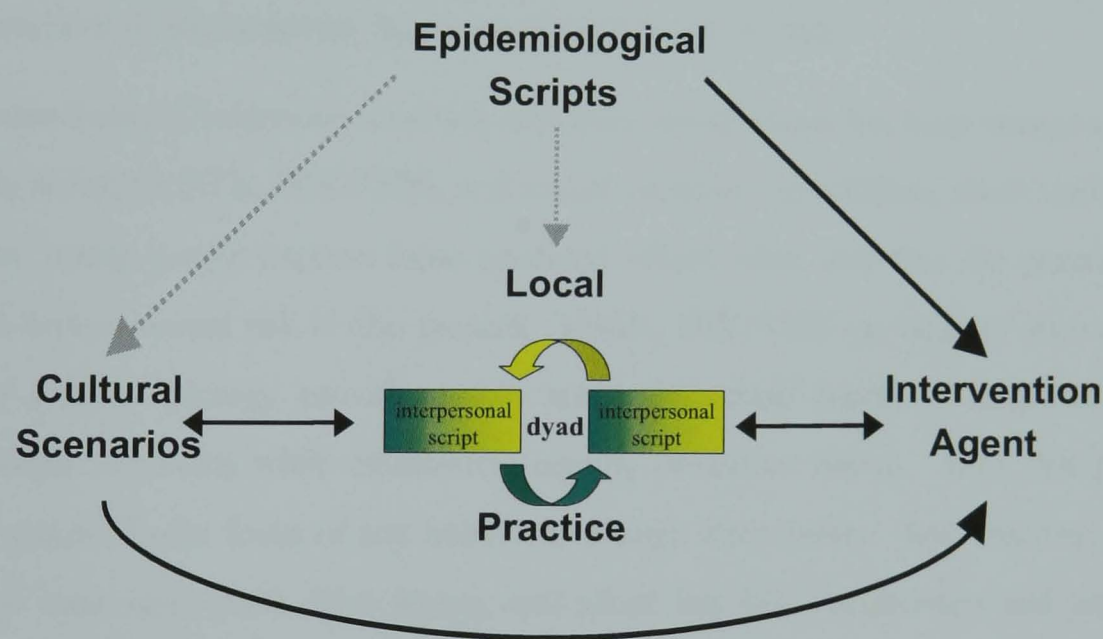 Epidemiological
Scripts
Local
Cultural
Scenarios
interpersonal
script
dyad
interpersonal
script
Intervention
Agent
Practice